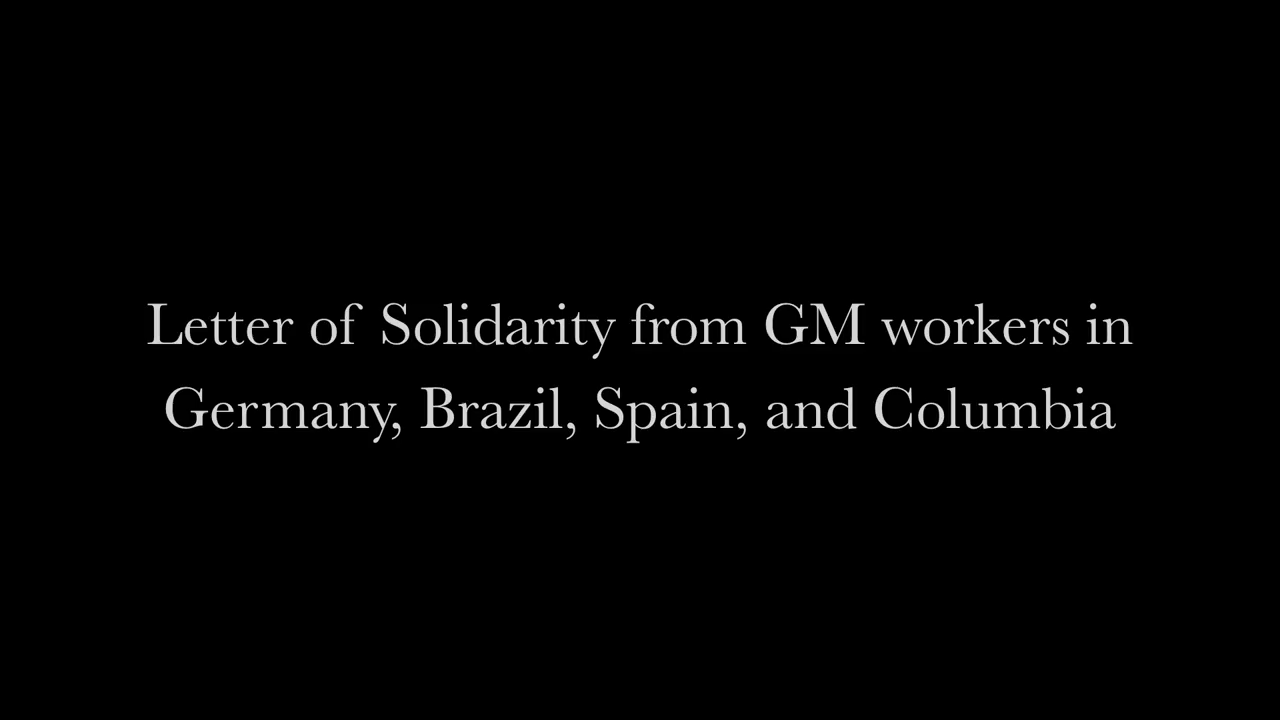 Letter of Solidarity from GM workers in
Germany, Brazil, Spain, and Columbia